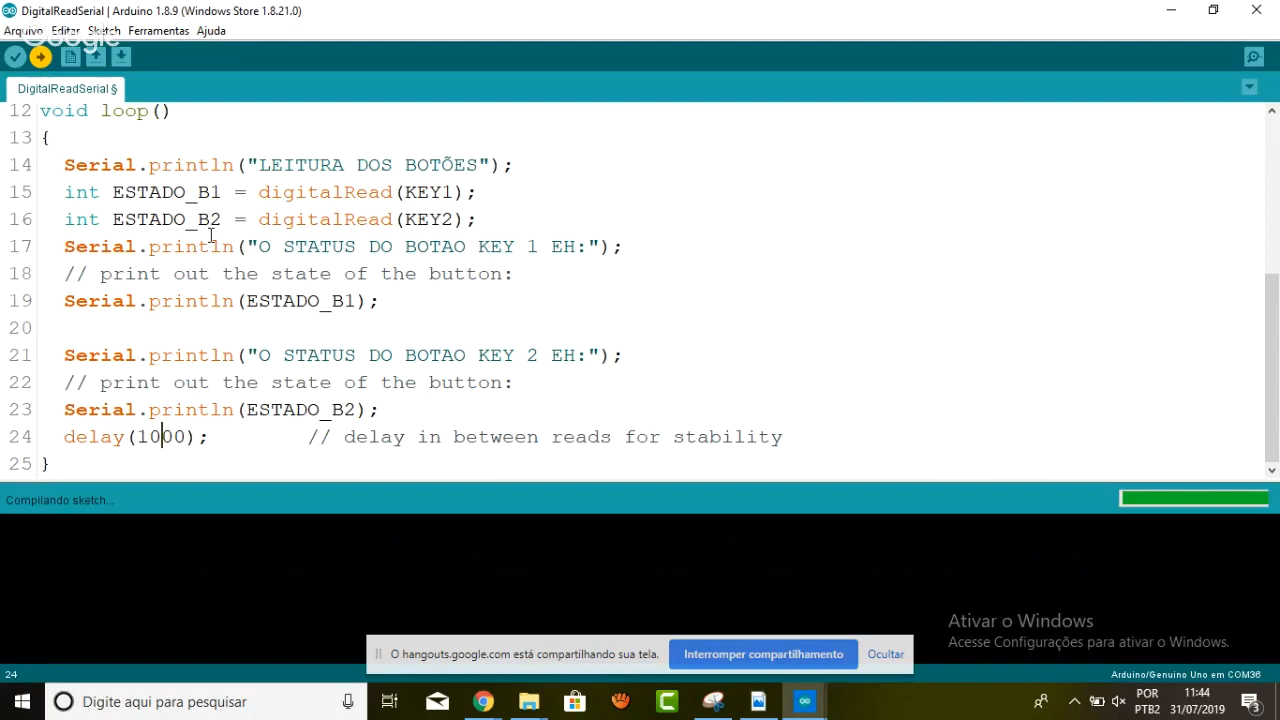 DigitalReadSerial | Arduino 1.8.9 (Windows Store 1.8.21.0)
Arquivo Editar Sketch Ferramentas Ajuda
Google
DigitalReadSerial §
12 void loop()
13 {
14 Serial.println("LEITURA DOS BOTÕES");
15 int ESTADO_B1 = digitalRead(KEY1);
16 int ESTADO_B2 = digitalRead(KEY2);
17 Serial.println("O STATUS DO BOTAO KEY 1 EH:");
18 // print out the state of the button:
19 Serial.println(ESTADO_B1);
20
21 Serial.println("O STATUS DO BOTAO KEY 2 EH:");
22 // print out the state of the button:
23 Serial.println(ESTADO_B2);
24 delay(1000); // delay in between reads for stability
25 }
Compilando sketch...
Ativar o Windows
Acesse Configurações para ativar o Windows.
O hangouts.google.com está compartilhando sua tela. Interromper compartilhamento Ocultar
24 Arduino/Genuino Uno em COM36
Digite aqui para pesquisar
POR 11:44
PTB2 31/07/2019 3